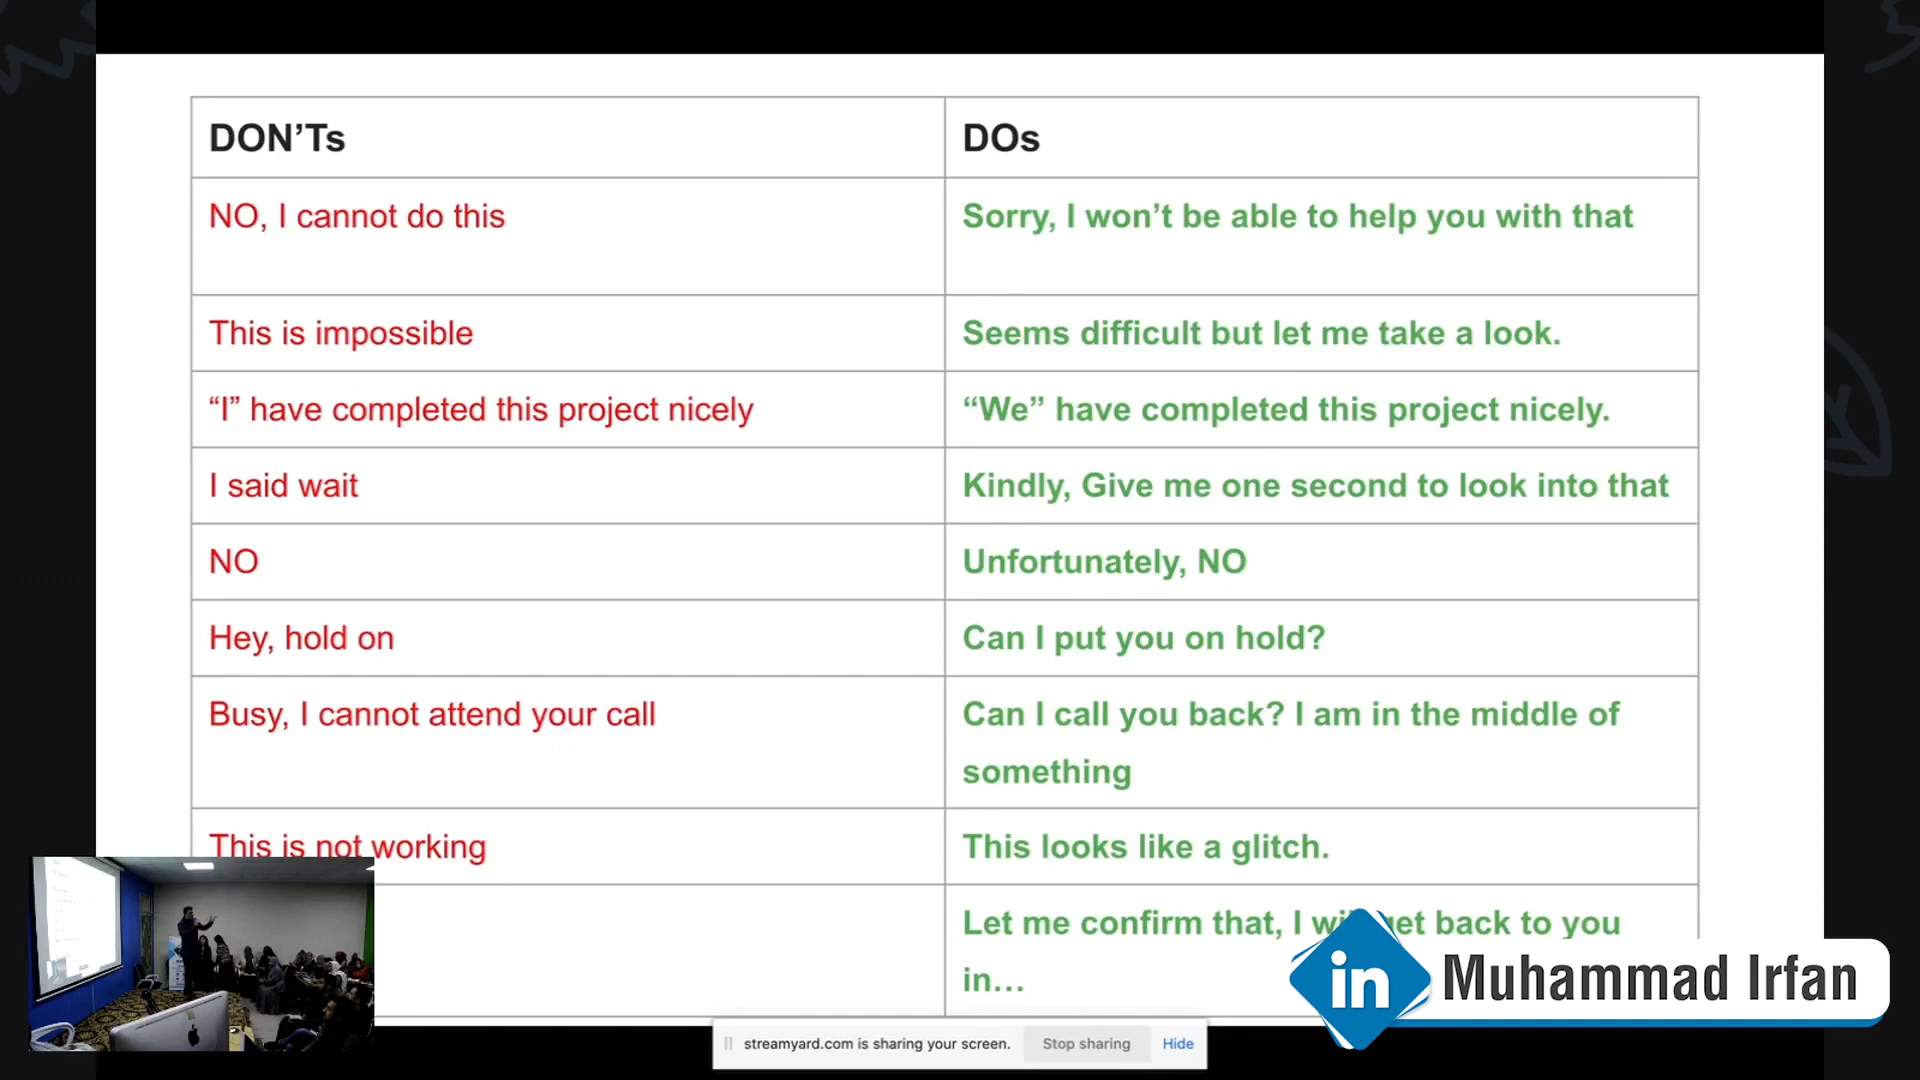 DON’Ts
DOs
NO, I cannot do this
Sorry, I won’t be able to help you with that
This is impossible
Seems difficult but let me take a look.
“I” have completed this project nicely
“We” have completed this project nicely.
I said wait
Kindly, Give me one second to look into that
NO
Unfortunately, NO
Hey, hold on
Can I put you on hold?
Busy, I cannot attend your call
Can I call you back? I am in the middle of
something
This is not working
This looks like a glitch.
Let me confirm that, I will get back to you
in…
in Muhammad Irfan
streamyard.com is sharing your screen. Stop sharing Hide